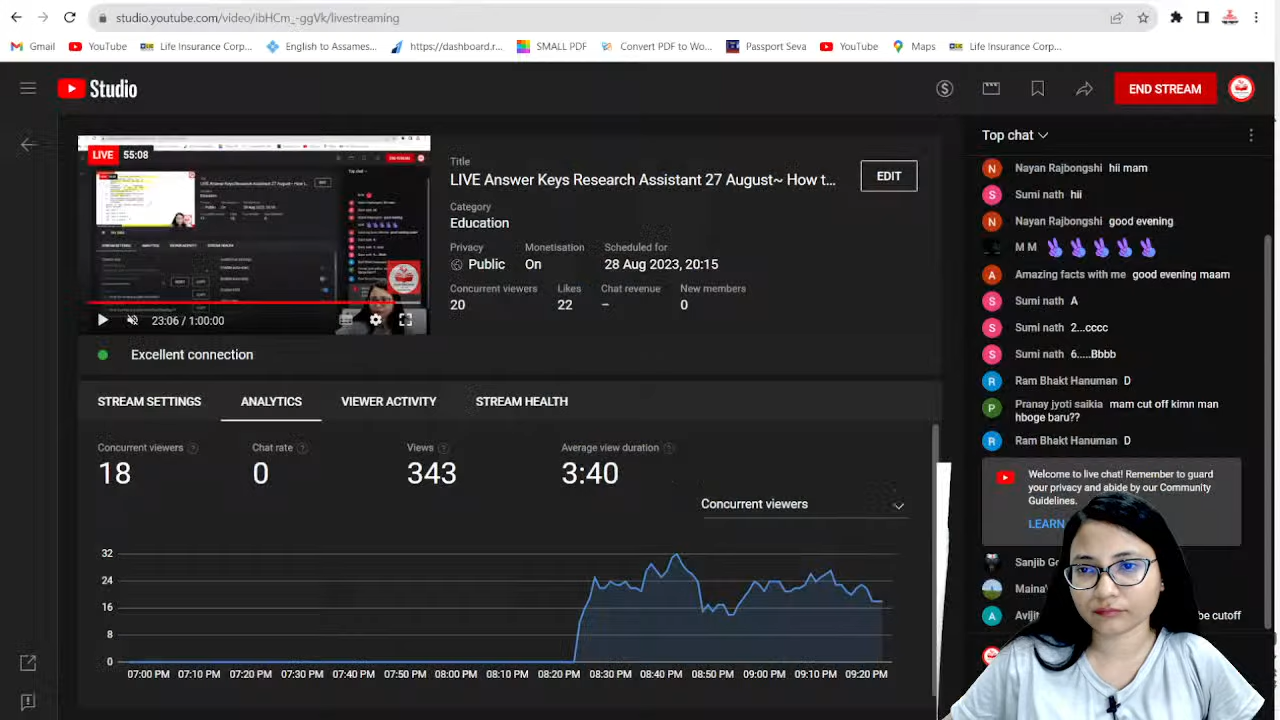 studio.youtube.com/video/ibHCm_-ggVk/livestreaming
Gmail YouTube Life Insurance Corp... English to Assames... https://dashboard.r... SMALL PDF Convert PDF to Wo... Passport Seva YouTube Maps Life Insurance Corp...
Studio
END STREAM
LIVE 55:08
23:06 / 1:00:00
Excellent connection
Title
LIVE Answer Keys Research Assistant 27 August~
EDIT
Category
Education
Privacy Monetisation Scheduled for
Public On 28 Aug 2023, 20:15
Concurrent viewers Likes Chat revenue New members
20 22 – 0
STREAM SETTINGS ANALYTICS VIEWER ACTIVITY STREAM HEALTH
Concurrent viewers Chat rate Views Average view duration
18 0 343 3:40
Concurrent viewers
32
24
16
8
0
07:00 PM 07:10 PM 07:20 PM 07:30 PM 07:40 PM 07:50 PM 08:00 PM 08:10 PM 08:20 PM 08:30 PM 08:40 PM 08:50 PM 09:00 PM 09:10 PM 09:20 PM
Top chat
N Nayan Rajbongshi hii mam
S Sumi nath hii
N Nayan Rajbongshi good evening
M M
A Amazing facts with me good evening maam
S Sumi nath A
S Sumi nath 2...cccc
S Sumi nath 6.....Bbbb
R Ram Bhakt Hanuman D
P Pranay jyoti saikia mam cut off kimn man
hboge baru??
R Ram Bhakt Hanuman D
Welcome to live chat! Remember to guard
your privacy and abide by our Community
Guidelines.
LEARN
Sanjib
A be cutoff